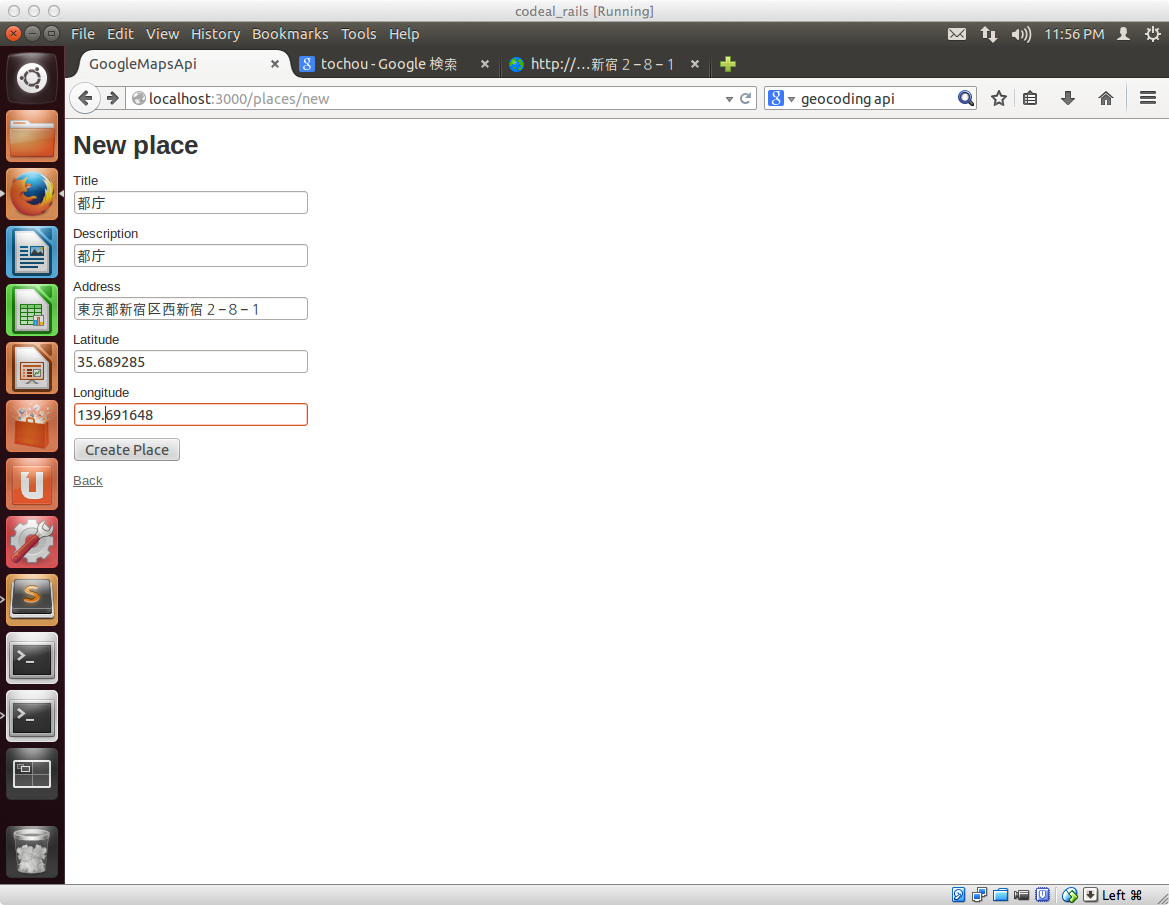 codeal_rails [Running]
File Edit View History Bookmarks Tools Help 11:56 PM
GoogleMapsApi tochou - Google 検索 http://…新宿２−８−１
localhost:3000/places/new geocoding api
New place
Title
都庁
Description
都庁
Address
東京都新宿区西新宿２−８−１
Latitude
35.689285
Longitude
139.691648
Create Place
Back
Left ⌘